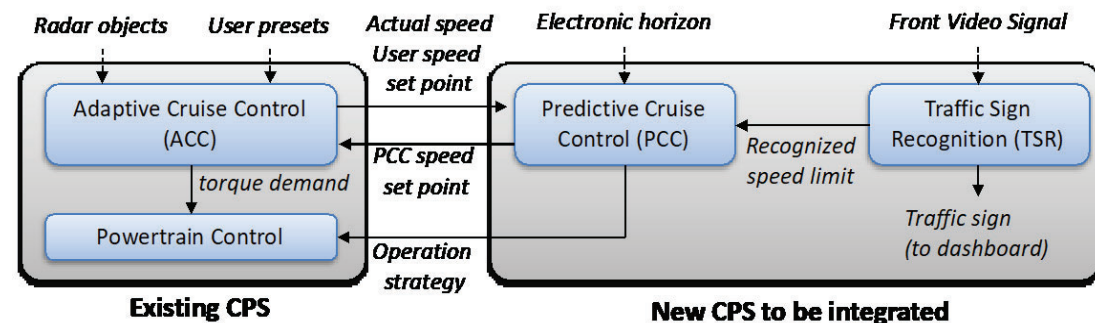 Radar objects
User presets
Actual speed
User speed
set point
Electronic horizon
Front Video Signal
Adaptive Cruise Control
(ACC)
Predictive Cruise
Control (PCC)
Traffic Sign
Recognition (TSR)
PCC speed
set point
Recognized
speed limit
torque demand
Powertrain Control
Operation
strategy
Traffic sign
(to dashboard)
Existing CPS
New CPS to be integrated